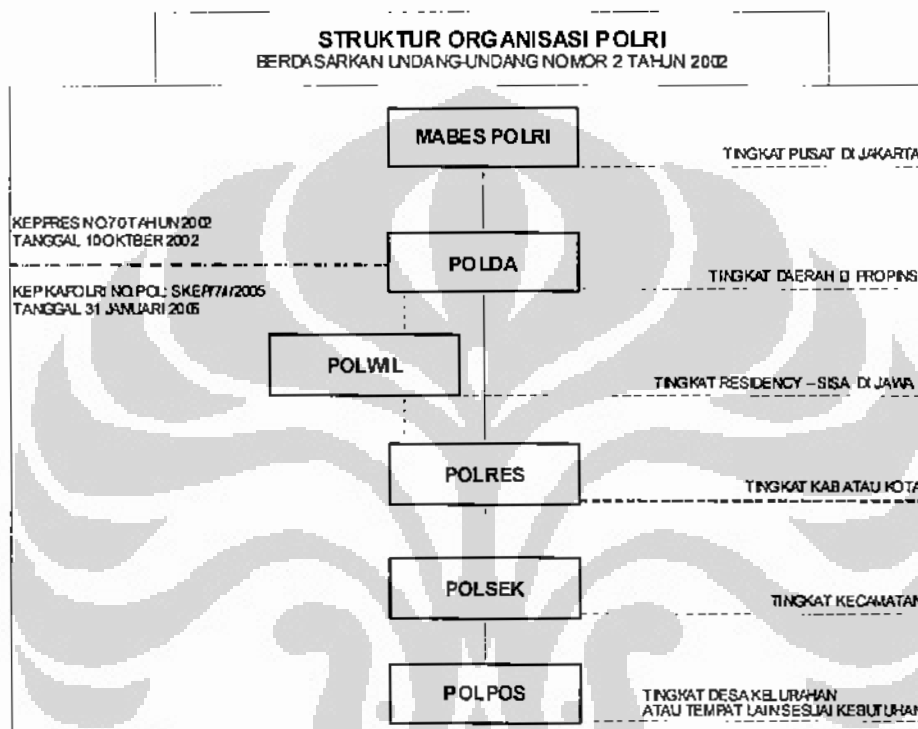 STRUKTUR ORGANISASI POLRI
BERDASARKAN UNDANG-UNDANG NOMOR 2 TAHUN 2002
MABES POLRI
TINGKAT PUSAT DI JAKARTA
KEPPRES NO.70 TAHUN 2002
TANGGAL 10 OKTBER 2002
POLDA
TINGKAT DAERAH DI PROPINSI
KEP KAPOLRI NO. POL: SKEP/7/I/2005
TANGGAL 31 JANUARI 2005
POLWIL
TINGKAT RESIDENCY – SISA DI JAWA
POLRES
TINGKAT KAB ATAU KOTA
POLSEK
TINGKAT KECAMATAN
POLPOS
TINGKAT DESA KELURAHAN
ATAU TEMPAT LAIN SESUAI KEBUTUHAN